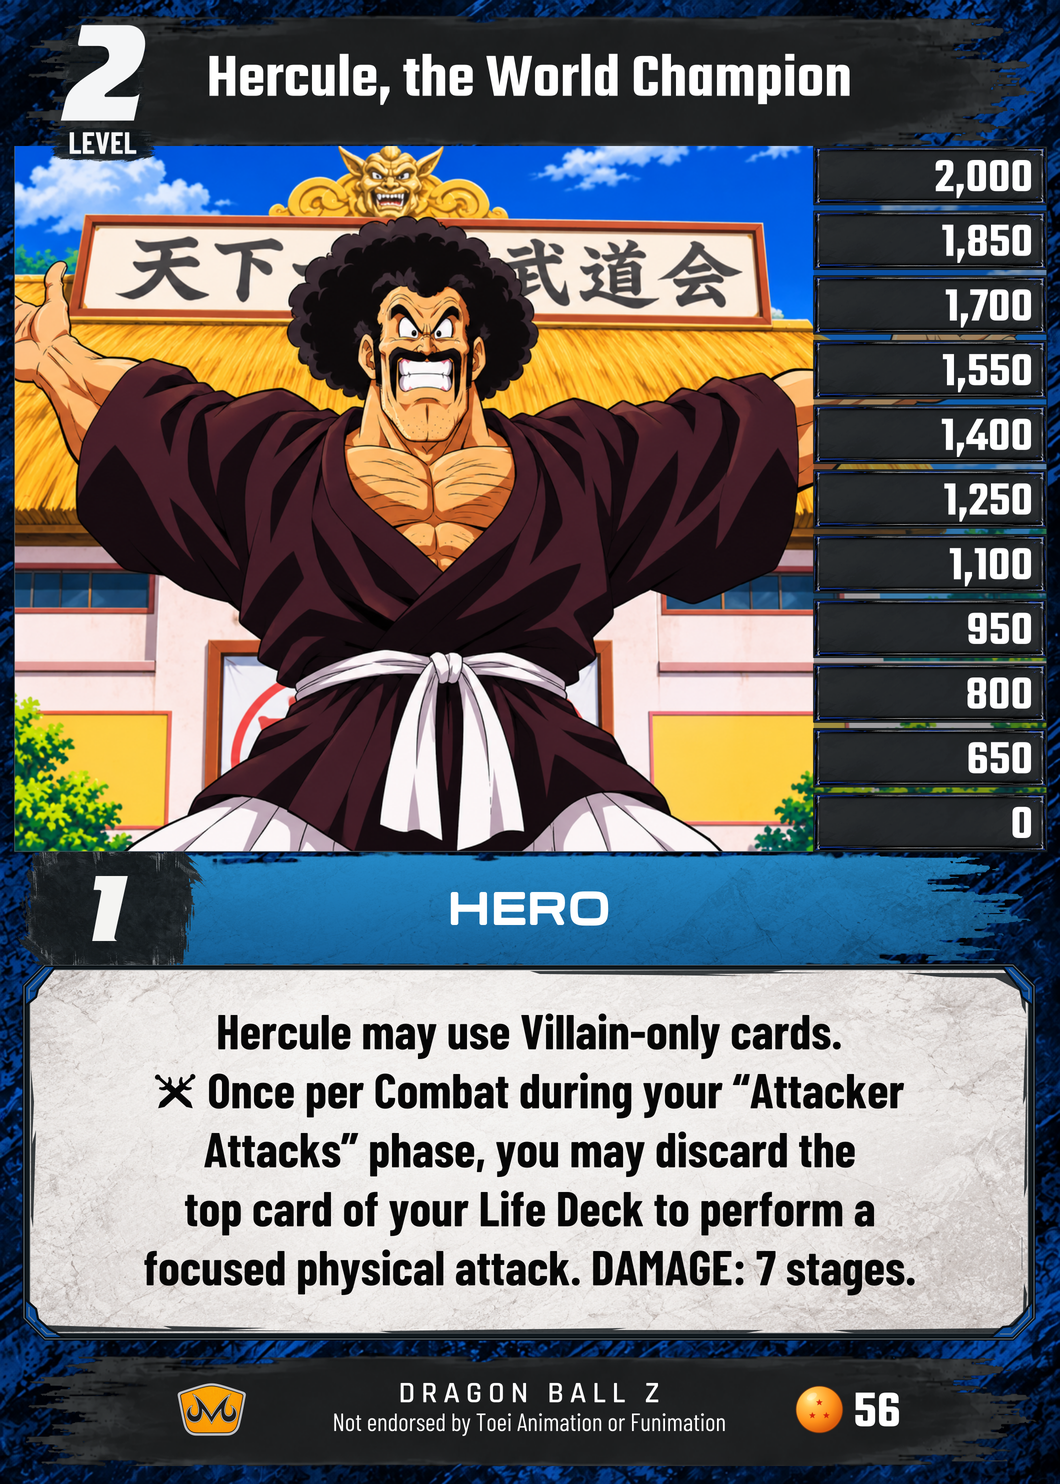 2
LEVEL
Hercule, the World Champion
天下 武道会
2,000
1,850
1,700
1,550
1,400
1,250
1,100
950
800
650
0
1
HERO
Hercule may use Villain-only cards.
Once per Combat during your “Attacker
Attacks” phase, you may discard the
top card of your Life Deck to perform a
focused physical attack. DAMAGE: 7 stages.
DRAGON BALL Z
Not endorsed by Toei Animation or Funimation
56